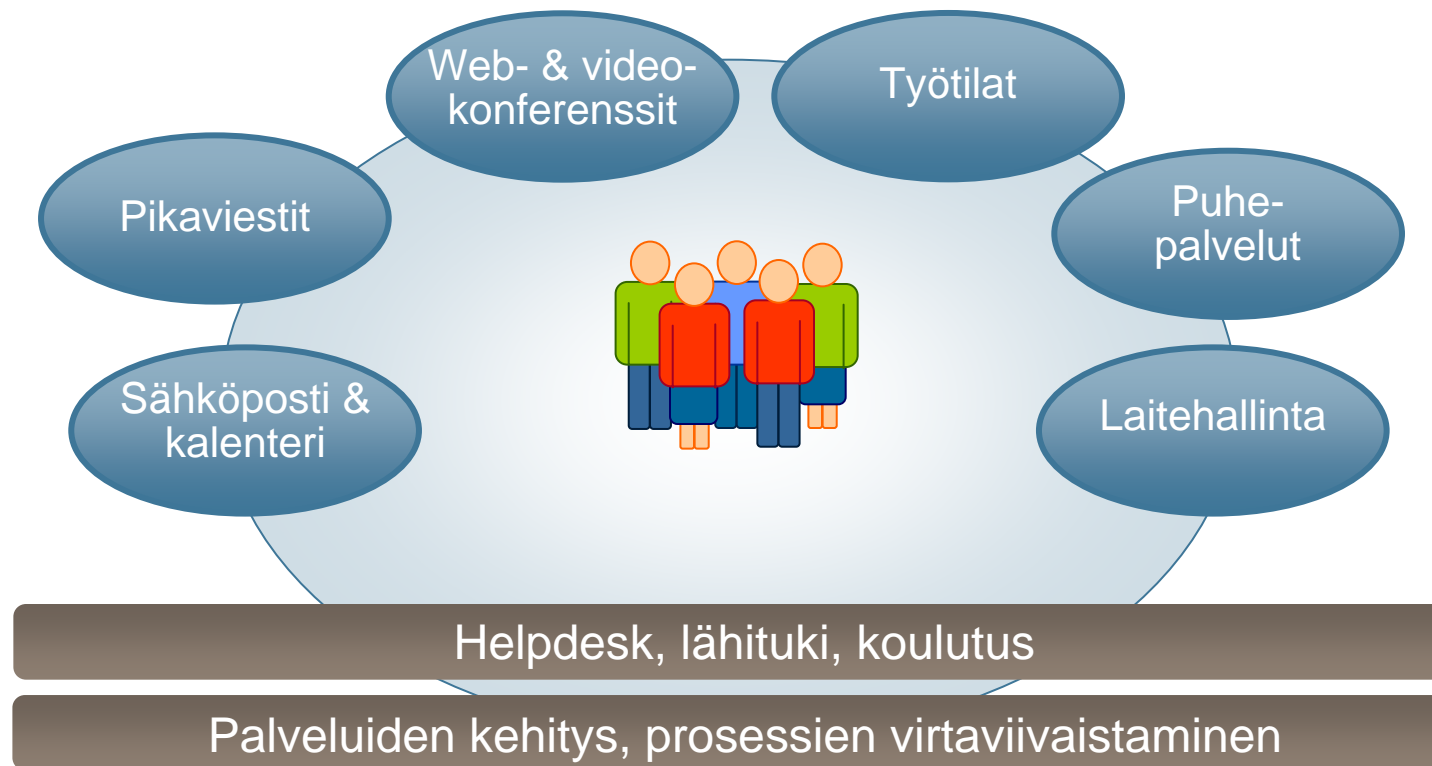 Web- & video-
konferenssit
Työtilat
Pikaviestit
Puhe-
palvelut
Sähköposti &
kalenteri
Laitehallinta
Helpdesk, lähituki, koulutus
Palveluiden kehitys, prosessien virtaviivaistaminen